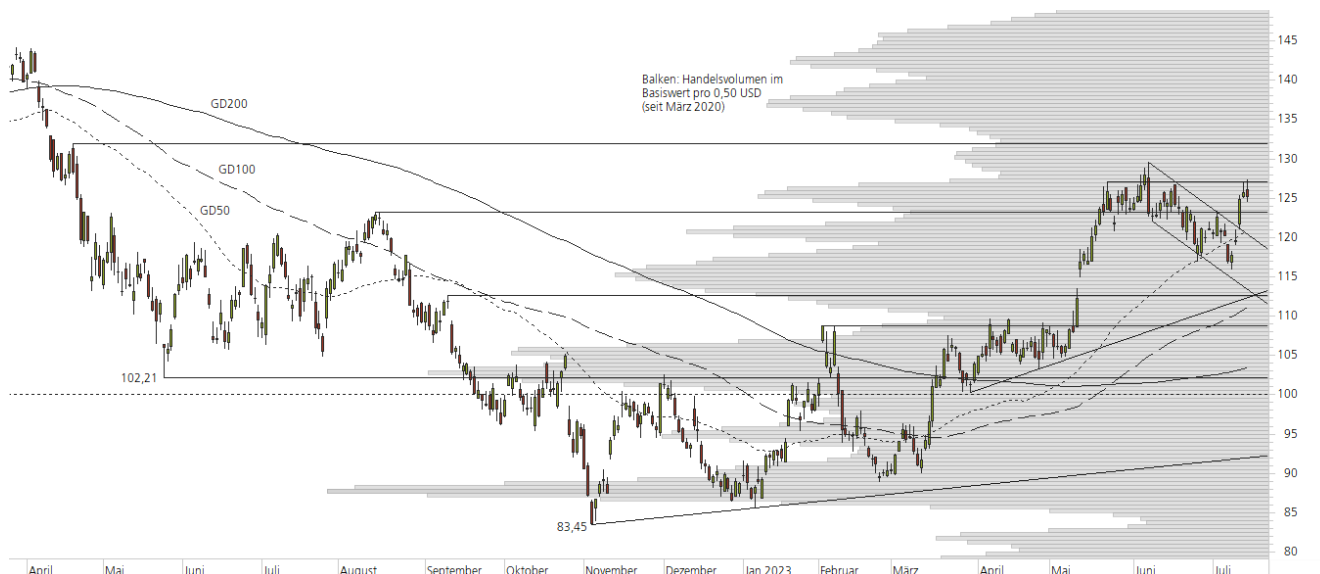 145
140
Balken: Handelsvolumen im
Basiswert pro 0,50 USD
(seit März 2020)
GD200
135
130
GD100
125
GD50
120
115
110
105
102,21
100
95
90
85
83,45
80
April Mai Juni Juli August September Oktober November Dezember Jan 2023 Februar März April Mai Juni Juli